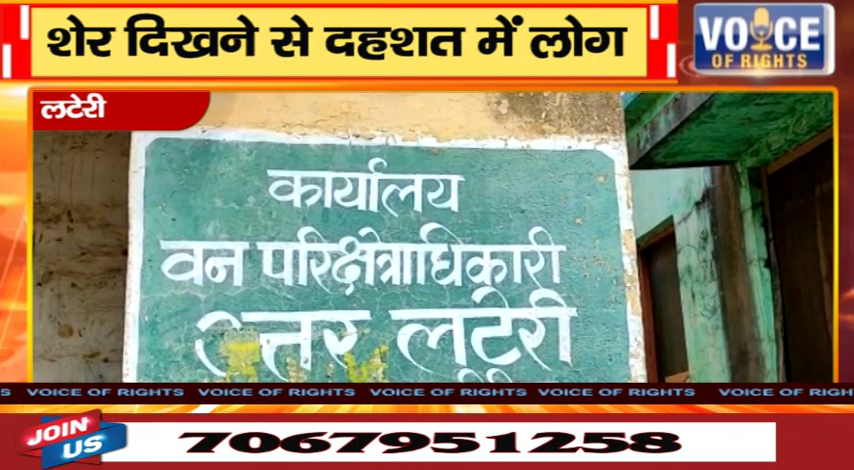 शेर दिखने से दहशत में लोग
VOICE
OF RIGHTS
लटेरी
कार्यालय
वन परिक्षेत्राधिकारी
उत्तर लटेरी
S VOICE OF RIGHTS VOICE OF RIGHTS VOICE OF RIGHTS VOICE OF RIGHTS VOICE OF RIGH
JOIN
US
7067951258